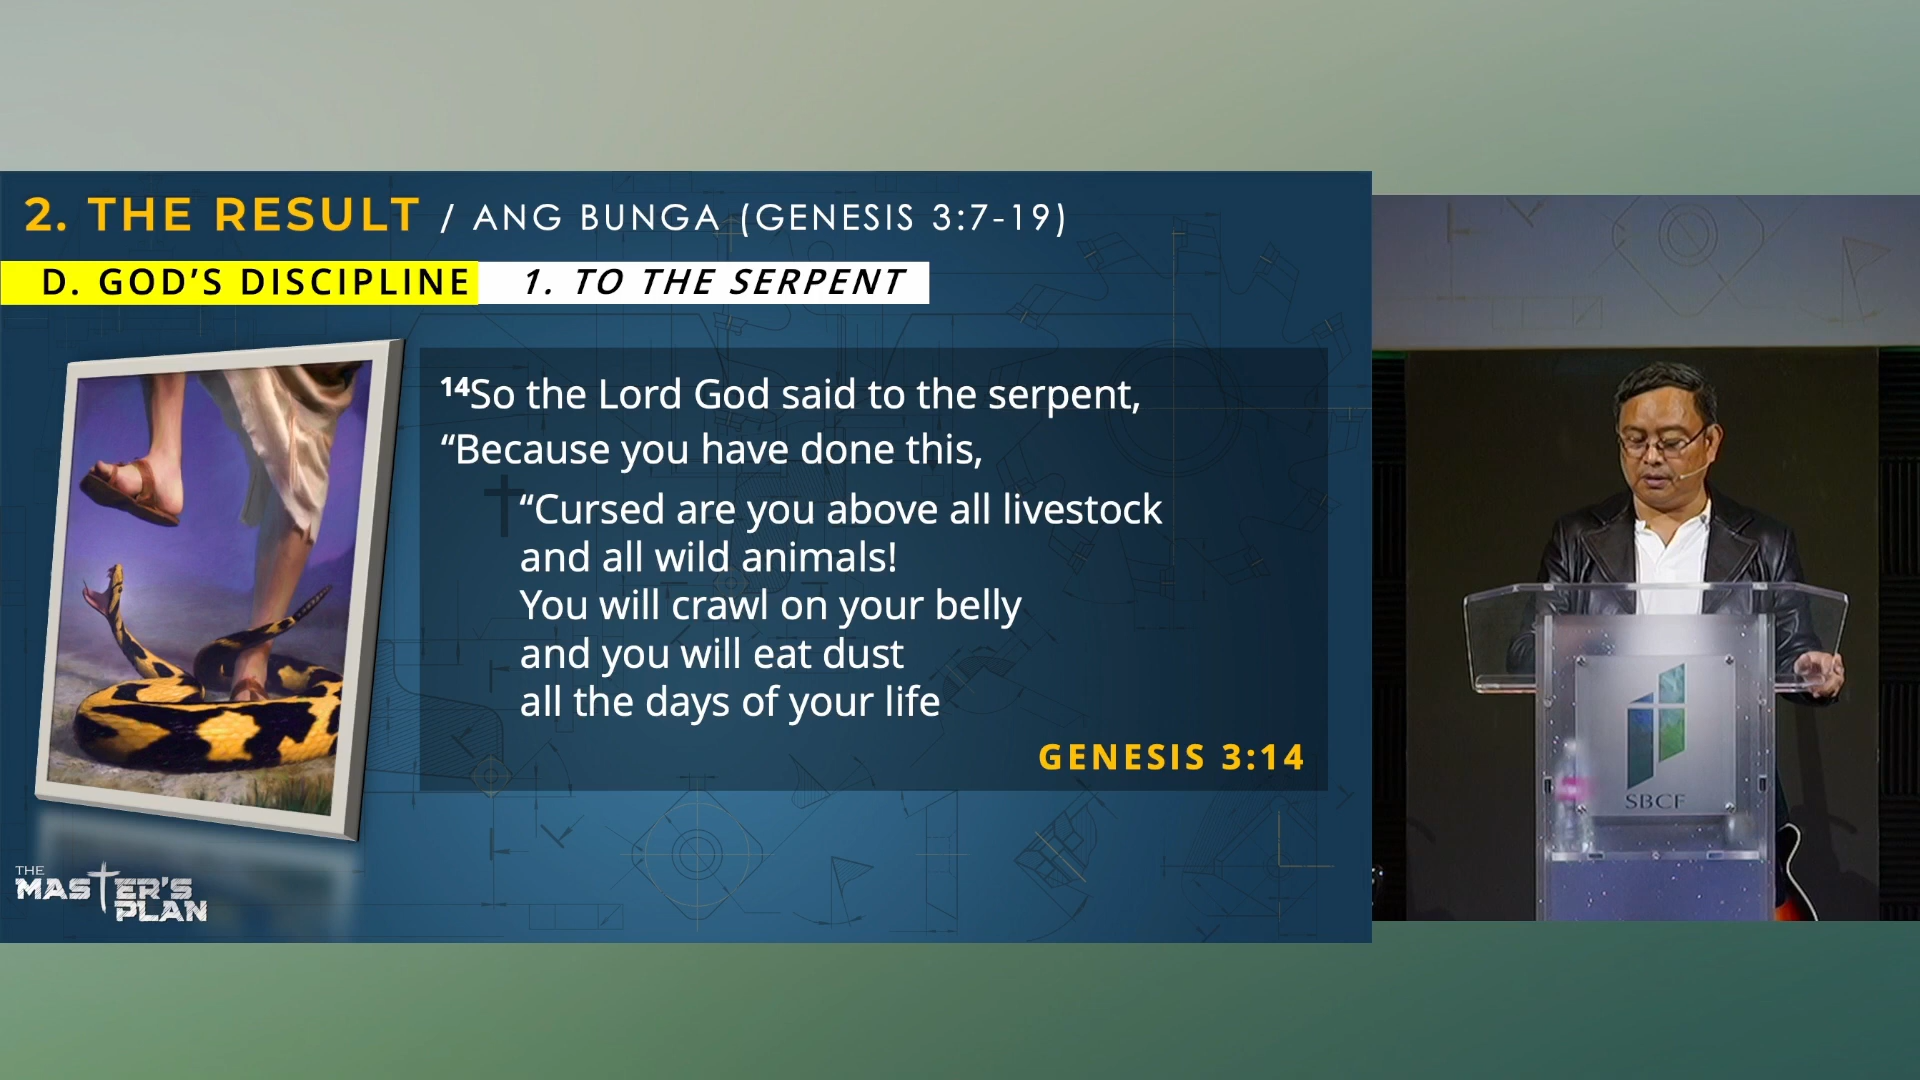 2. THE RESULT / ANG BUNGA (GENESIS 3:7-19)
D. GOD’S DISCIPLINE 1. TO THE SERPENT
¹⁴So the Lord God said to the serpent,
“Because you have done this,
“Cursed are you above all livestock
and all wild animals!
You will crawl on your belly
and you will eat dust
all the days of your life
GENESIS 3:14
THE
MASTER'S
PLAN
SBCF